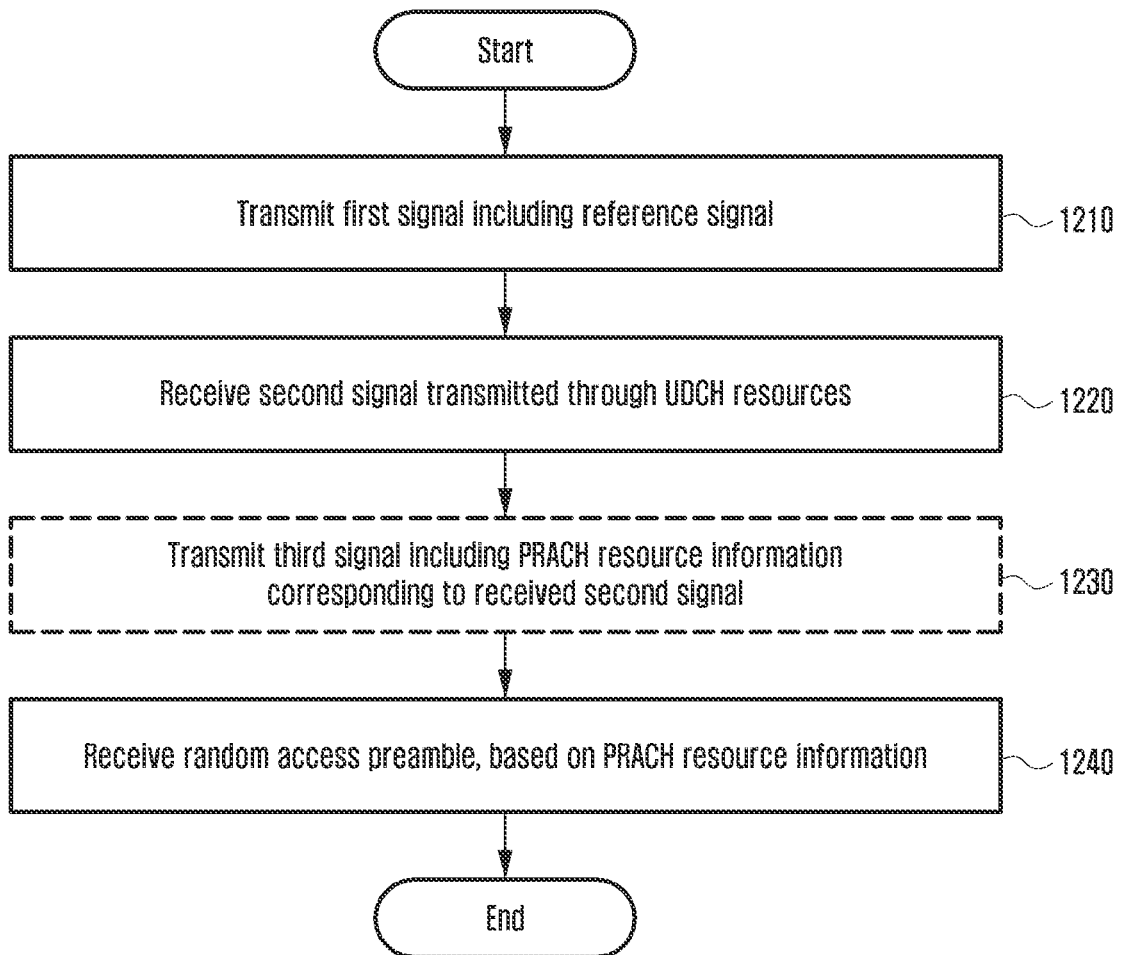 Start
Transmit first signal including reference signal
1210
Receive second signal transmitted through UDCH resources
1220
Transmit third signal including PRACH resource information
corresponding to received second signal
1230
Receive random access preamble, based on PRACH resource information
1240
End